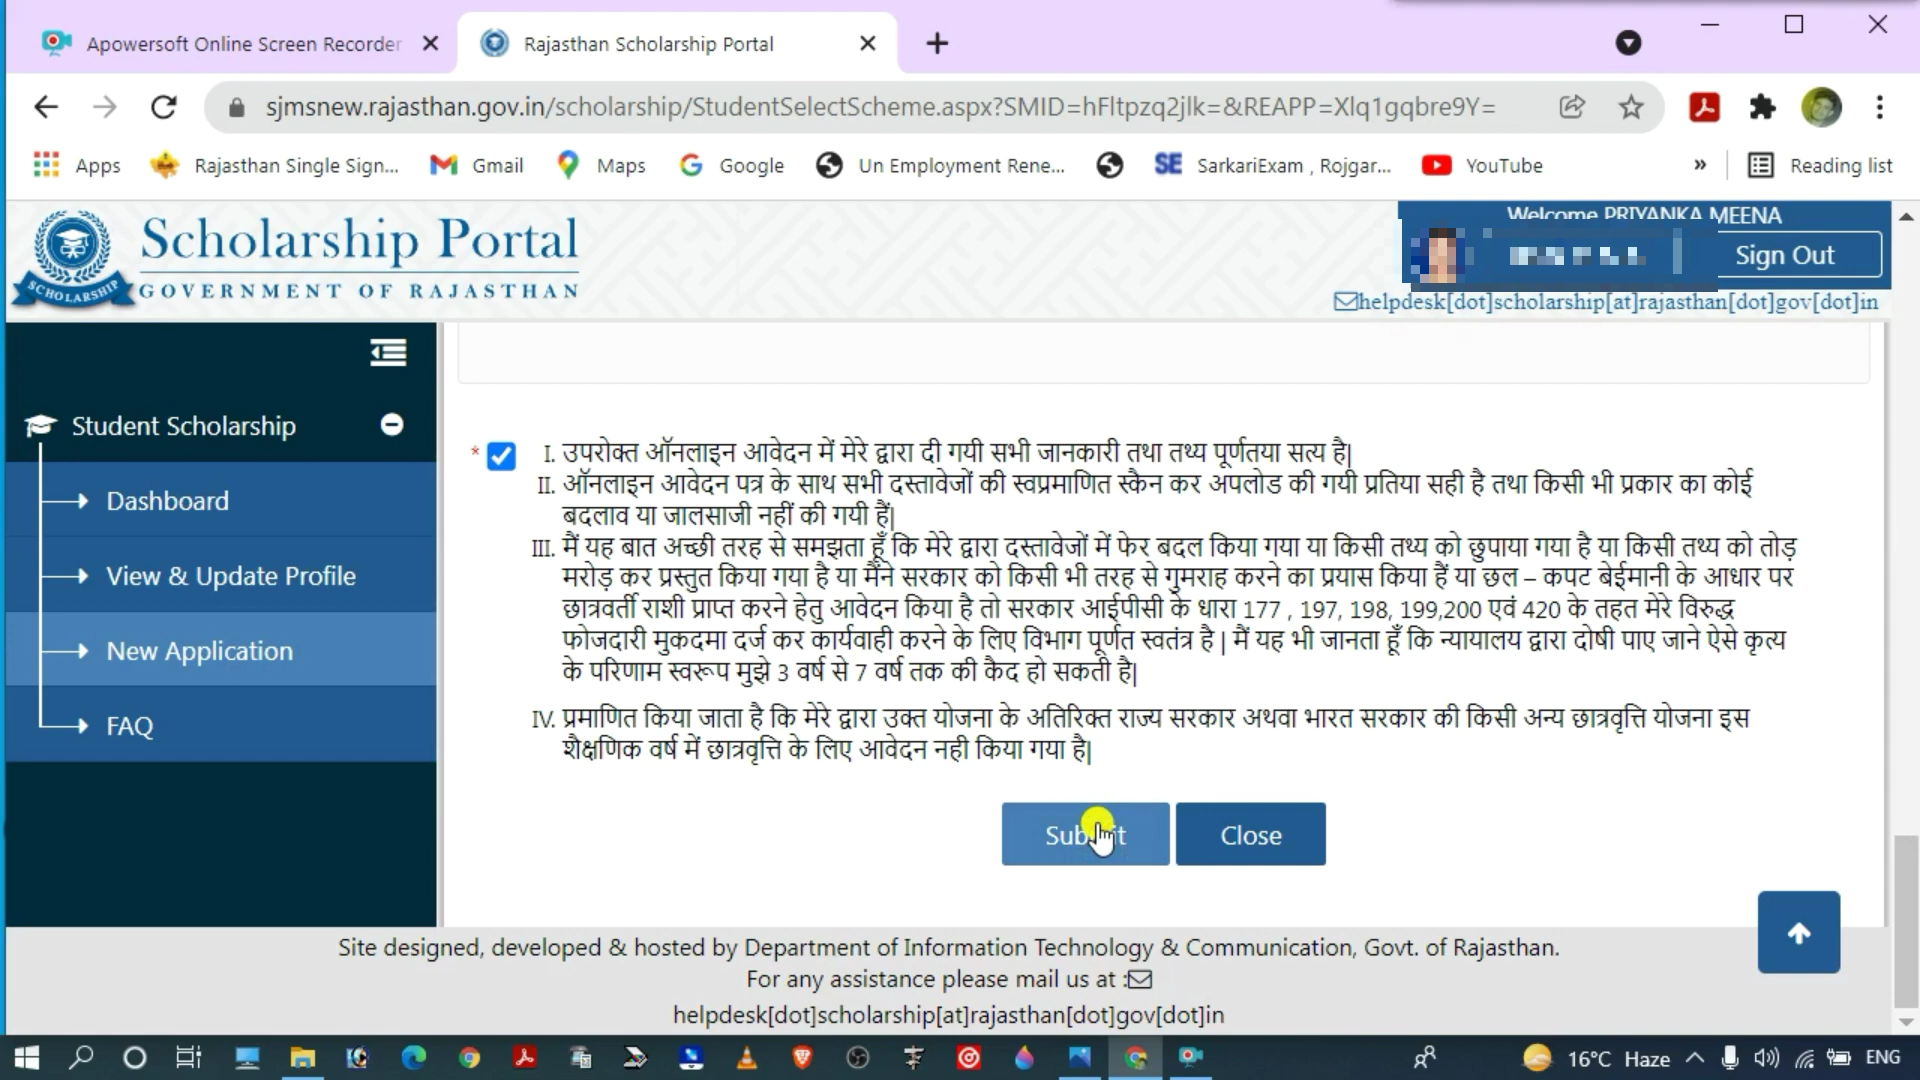 Apowersoft Online Screen Recorder
Rajasthan Scholarship Portal
sjmsnew.rajasthan.gov.in/scholarship/StudentSelectScheme.aspx?SMID=hFltpzq2jlk=&REAPP=Xlq1gqbre9Y=
Apps
Rajasthan Single Sign...
Gmail
Maps
Google
Un Employment Rene...
SE SarkariExam , Rojgar...
YouTube
»
Reading list
SCHOLARSHIP
Scholarship Portal
GOVERNMENT OF RAJASTHAN
Welcome PRIYANKA MEENA
Sign Out
helpdesk[dot]scholarship[at]rajasthan[dot]gov[dot]in
Student Scholarship
Dashboard
View & Update Profile
New Application
FAQ
* I. उपरोक्त ऑनलाइन आवेदन में मेरे द्वारा दी गयी सभी जानकारी तथा तथ्य पूर्णतया सत्य है|
II. ऑनलाइन आवेदन पत्र के साथ सभी दस्तावेजों की स्वप्रमाणित स्कैन कर अपलोड की गयी प्रतिया सही है तथा किसी भी प्रकार का कोई
बदलाव या जालसाजी नहीं की गयी हैं|
III. मैं यह बात अच्छी तरह से समझता हूँ कि मेरे द्वारा दस्तावेजों में फेर बदल किया गया या किसी तथ्य को छुपाया गया है या किसी तथ्य को तोड़
मरोड़ कर प्रस्तुत किया गया है या मैंने सरकार को किसी भी तरह से गुमराह करने का प्रयास किया हैं या छल – कपट बेईमानी के आधार पर
छात्रवर्ती राशी प्राप्त करने हेतु आवेदन किया है तो सरकार आईपीसी के धारा 177 , 197, 198, 199,200 एवं 420 के तहत मेरे विरुद्ध
फोजदारी मुकदमा दर्ज कर कार्यवाही करने के लिए विभाग पूर्णत स्वतंत्र है | मैं यह भी जानता हूँ कि न्यायालय द्वारा दोषी पाए जाने ऐसे कृत्य
के परिणाम स्वरूप मुझे 3 वर्ष से 7 वर्ष तक की कैद हो सकती है|
IV. प्रमाणित किया जाता है कि मेरे द्वारा उक्त योजना के अतिरिक्त राज्य सरकार अथवा भारत सरकार की किसी अन्य छात्रवृत्ति योजना इस
शैक्षणिक वर्ष में छात्रवृत्ति के लिए आवेदन नही किया गया है|
Submit
Close
Site designed, developed & hosted by Department of Information Technology & Communication, Govt. of Rajasthan.
For any assistance please mail us at :
helpdesk[dot]scholarship[at]rajasthan[dot]gov[dot]in
16°C Haze
ENG